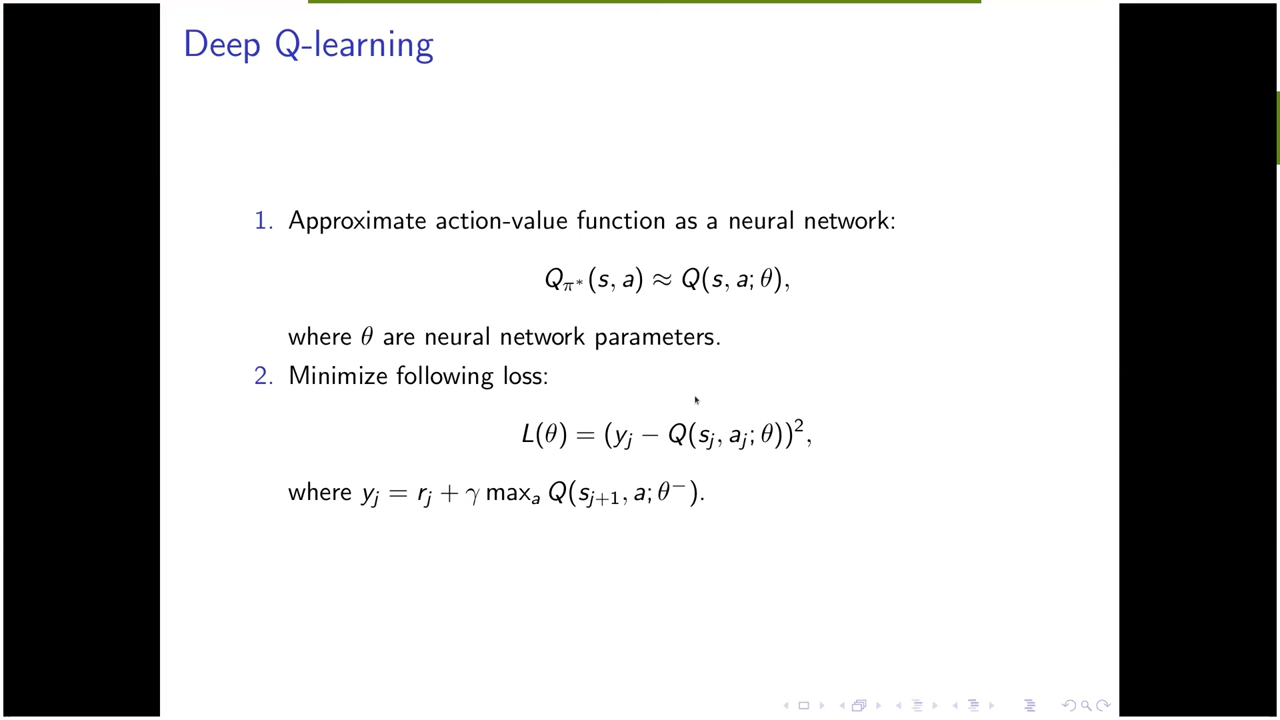 Deep Q-learning
1. Approximate action-value function as a neural network:
Q_{π*}(s, a) ≈ Q(s, a; θ),
where θ are neural network parameters.
2. Minimize following loss:
L(θ) = (y_j − Q(s_j, a_j; θ))²,
where y_j = r_j + γ max_a Q(s_{j+1}, a; θ⁻).